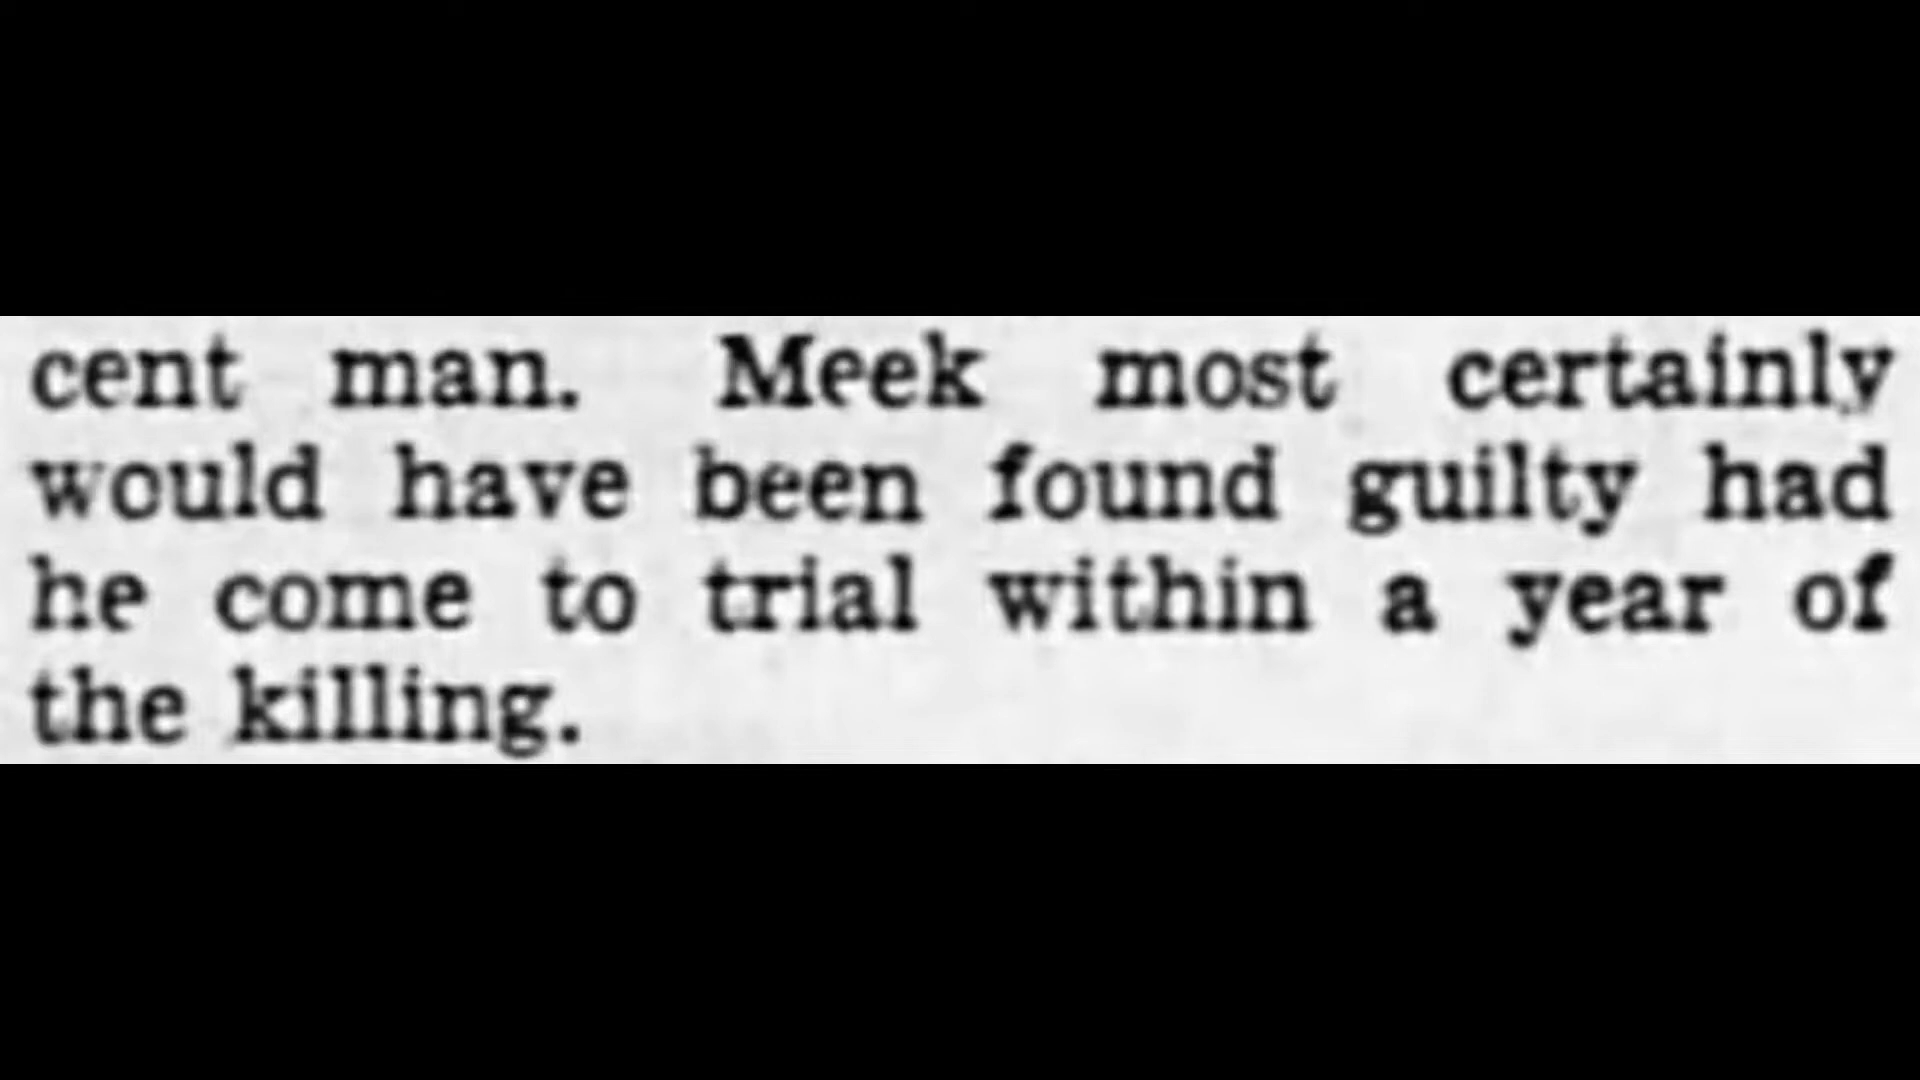 cent man. Meek most certainly
would have been found guilty had
he come to trial within a year of
the killing.